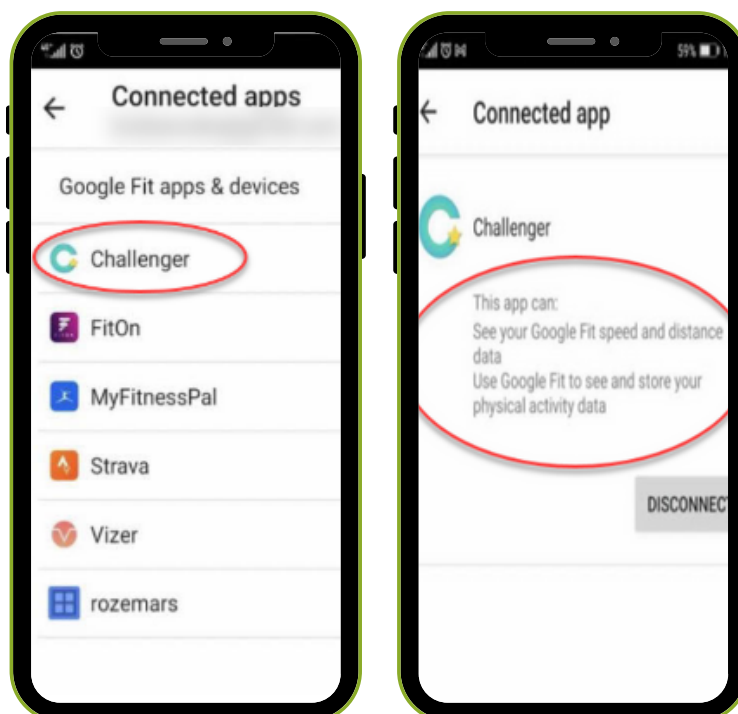 Connected apps
Google Fit apps & devices
Challenger
FitOn
MyFitnessPal
Strava
Vizer
rozemars
59%
Connected app
Challenger
This app can:
See your Google Fit speed and distance
data
Use Google Fit to see and store your
physical activity data
DISCONNECT